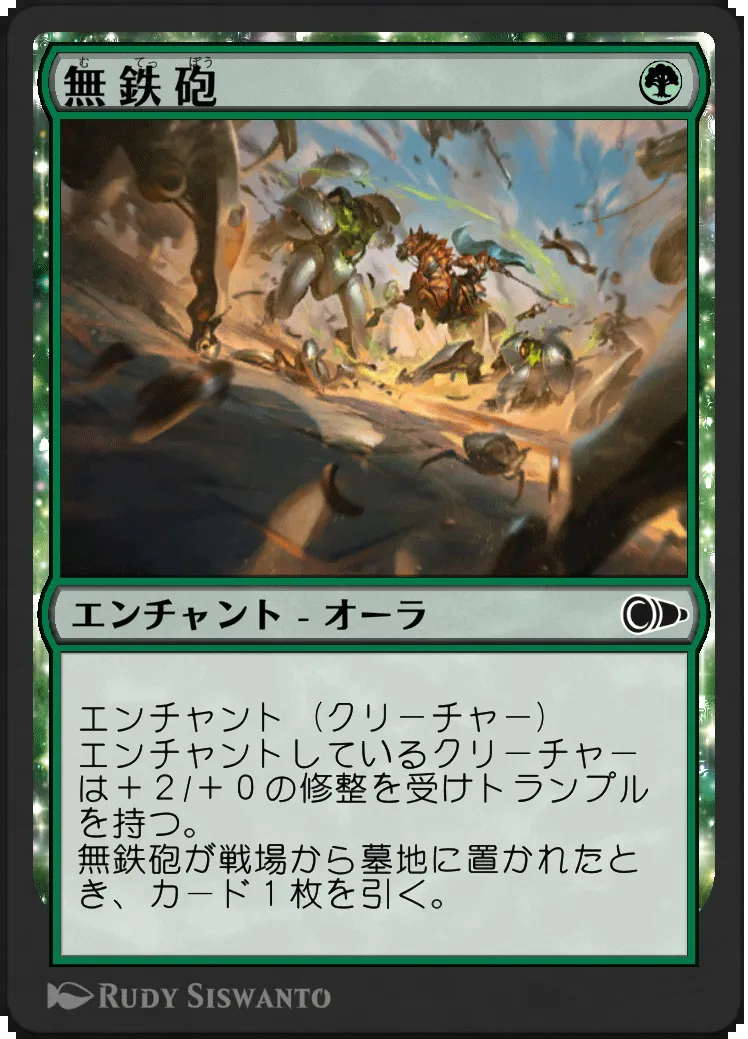 無鉄砲
エンチャント - オーラ
エンチャント（クリーチャー）
エンチャントしているクリーチャー
は＋２/＋０の修整を受けトランプル
を持つ。
無鉄砲が戦場から墓地に置かれたと
き、カード１枚を引く。
RUDY SISWANTO